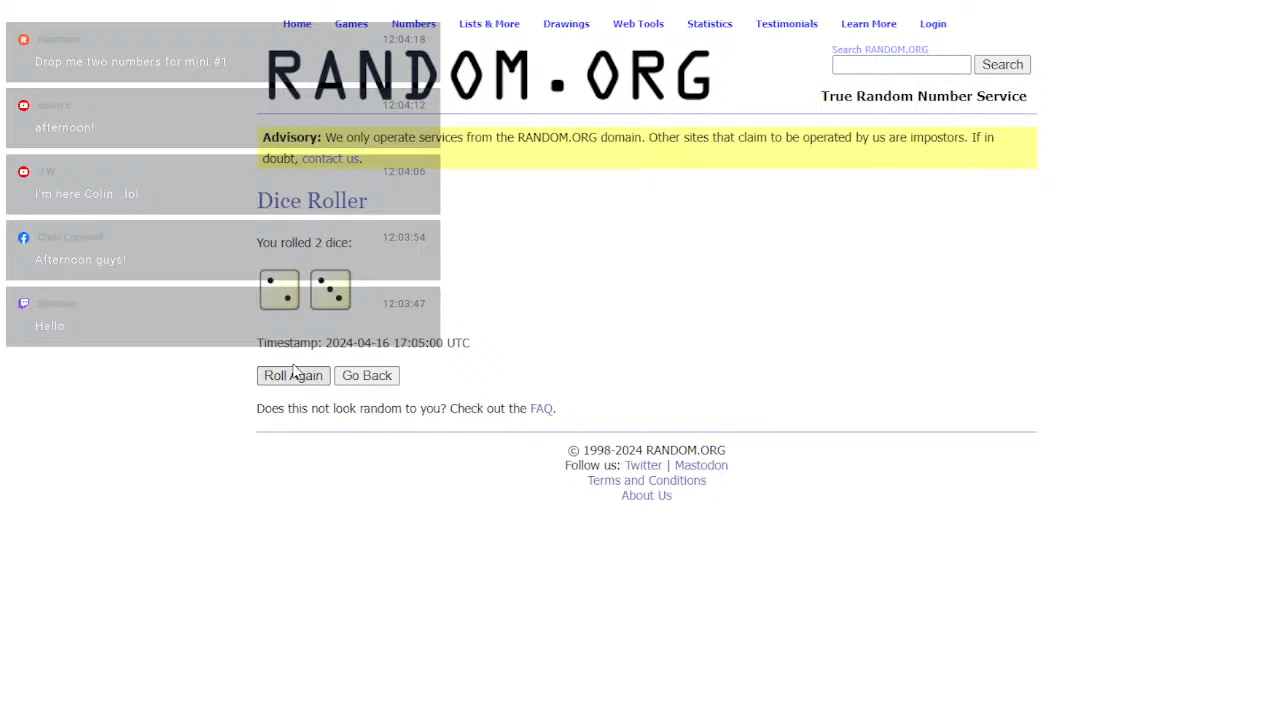 Home Games Numbers Lists & More Drawings Web Tools Statistics Testimonials Learn More Login
RANDOM.ORG
Search RANDOM.ORG
Search
True Random Number Service
Advisory: We only operate services from the RANDOM.ORG domain. Other sites that claim to be operated by us are impostors. If in
doubt, contact us.
12:04:18
Drop me two numbers for mini #1
12:04:12
afternoon!
12:04:06
I'm here Colin...lol
12:03:54
Afternoon guys!
12:03:47
Hello
Dice Roller
You rolled 2 dice:
Timestamp: 2024-04-16 17:05:00 UTC
Roll Again Go Back
Does this not look random to you? Check out the FAQ.
© 1998-2024 RANDOM.ORG
Follow us: Twitter | Mastodon
Terms and Conditions
About Us